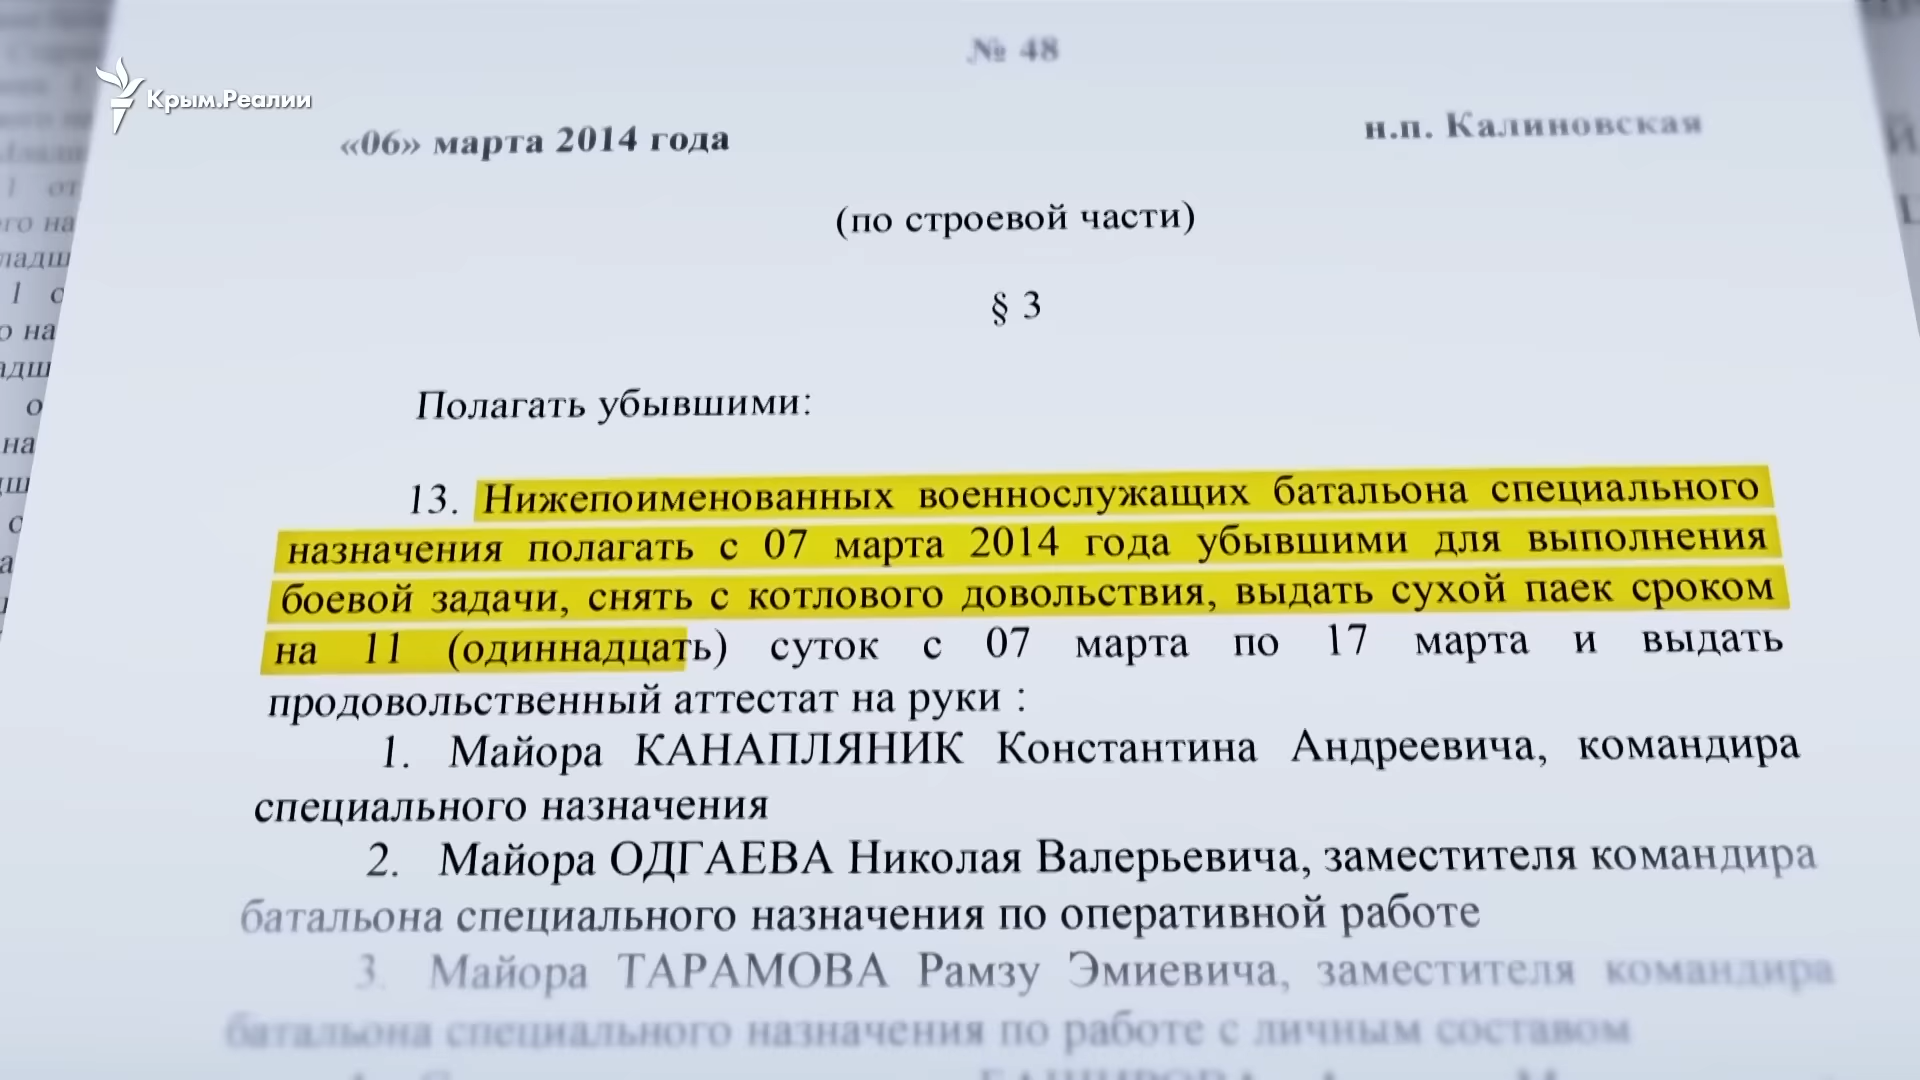 Крым.Реалии
№ 48
«06» марта 2014 года н.п. Калиновская
(по строевой части)
§ 3
Полагать убывшими:
13. Нижепоименованных военнослужащих батальона специального
назначения полагать с 07 марта 2014 года убывшими для выполнения
боевой задачи, снять с котлового довольствия, выдать сухой паек сроком
на 11 (одиннадцать) суток с 07 марта по 17 марта и выдать
продовольственный аттестат на руки :
1. Майора КАНАПЛЯНИК Константина Андреевича, командира
специального назначения
2. Майора ОДГАЕВА Николая Валерьевича, заместителя командира
батальона специального назначения по оперативной работе
3. Майора ТАРАМОВА Рамзу Эмиевича, заместителя командира
батальона специального назначения по работе с личным составом